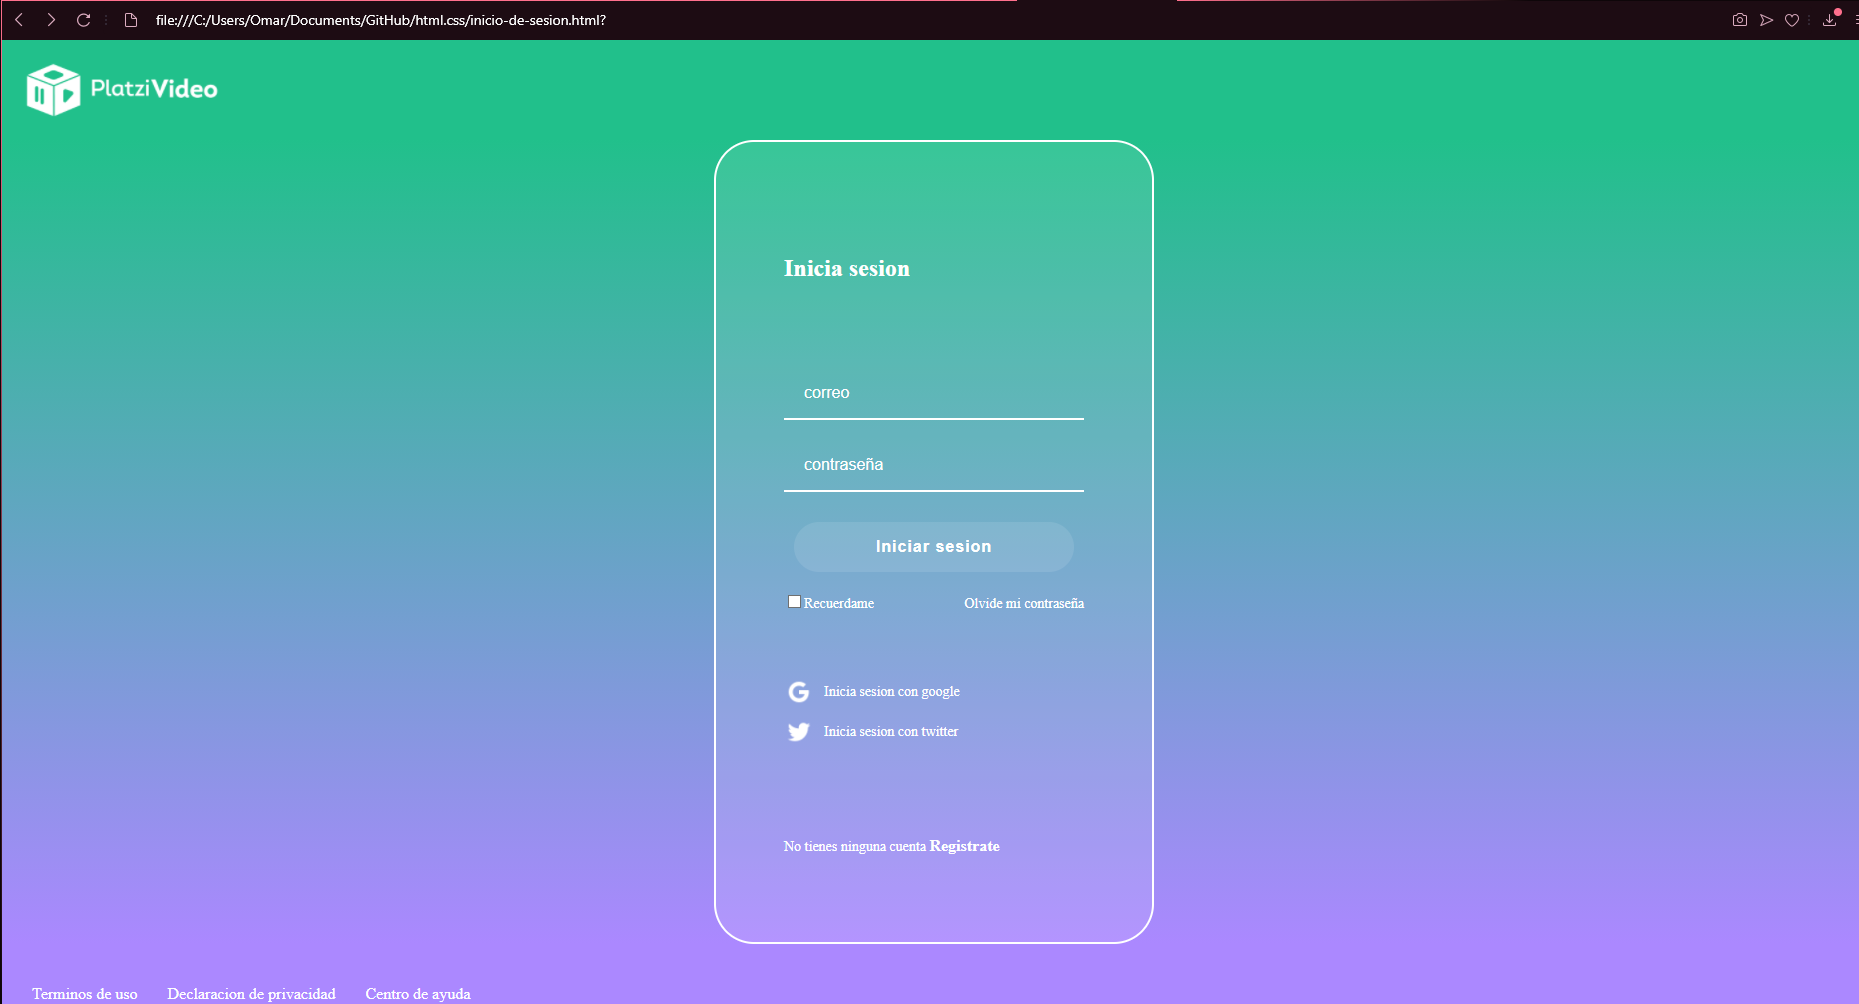 file:///C:/Users/Omar/Documents/GitHub/html.css/inicio-de-sesion.html?
PlatziVideo
Inicia sesion
correo
contraseña
Iniciar sesion
Recuerdame Olvide mi contraseña
Inicia sesion con google
Inicia sesion con twitter
No tienes ninguna cuenta Registrate
Terminos de uso Declaracion de privacidad Centro de ayuda